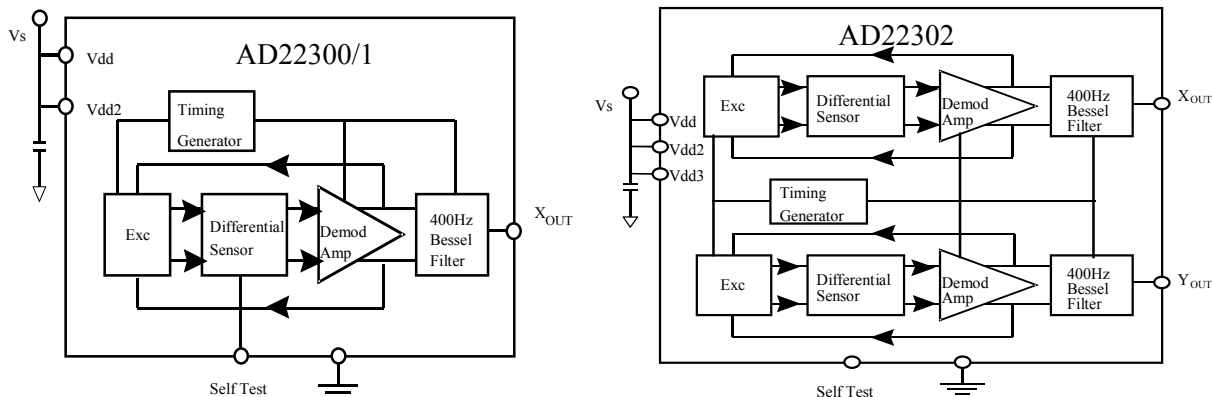 Vs
Vdd
AD22300/1
Vdd2
Timing
Generator
Exc
Differential
Sensor
Demod
Amp
400Hz
Bessel
Filter
XOUT
Self Test
AD22302
Vs
Vdd
Vdd2
Vdd3
Exc
Differential
Sensor
Demod
Amp
400Hz
Bessel
Filter
XOUT
Timing
Generator
Exc
Differential
Sensor
Demod
Amp
400Hz
Bessel
Filter
YOUT
Self Test